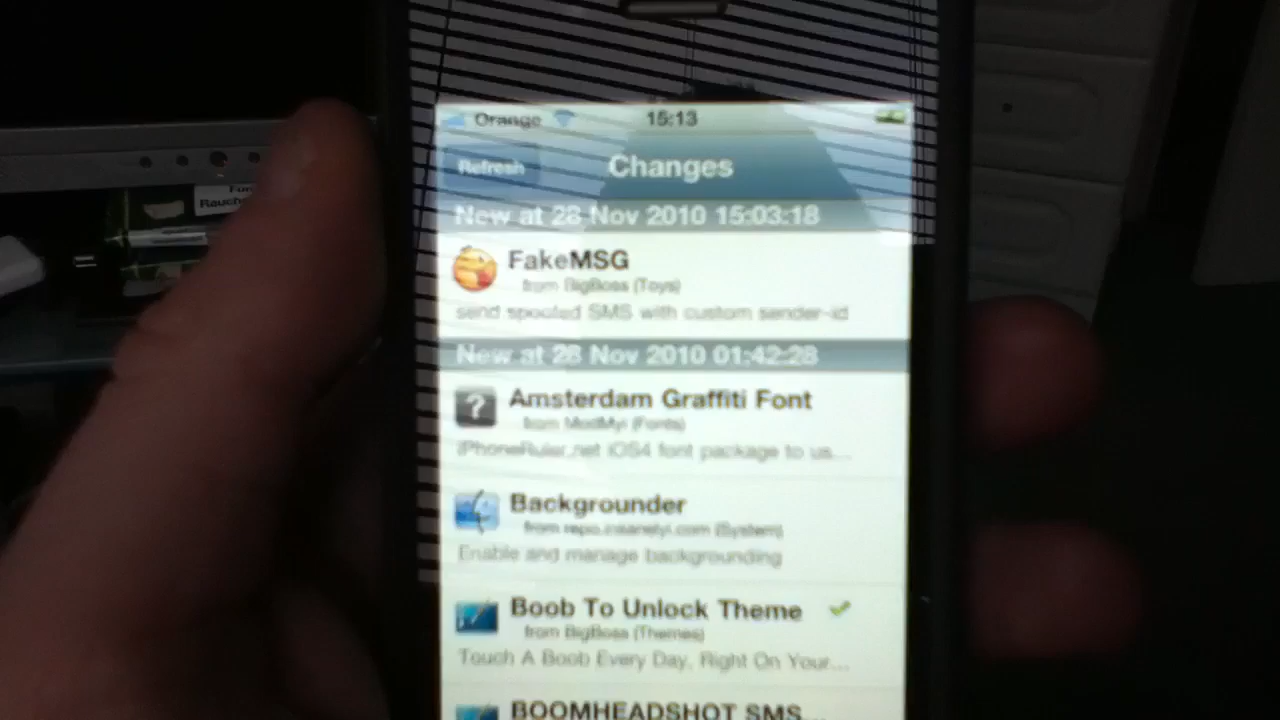 Orange 15:13
Refresh Changes
New at 28 Nov 2010 15:03:18
FakeMSG
from BigBoss (Toys)
send spoofed SMS with custom sender-id
New at 28 Nov 2010 01:42:28
Amsterdam Graffiti Font
from ModMyi (Fonts)
iPhoneRuler.net iOS4 font package to us...
Backgrounder
from repo.insanelyi.com (System)
Enable and manage backgrounding
Boob To Unlock Theme
from BigBoss (Themes)
Touch A Boob Every Day, Right On Your...
BOOMHEADSHOT SMS...